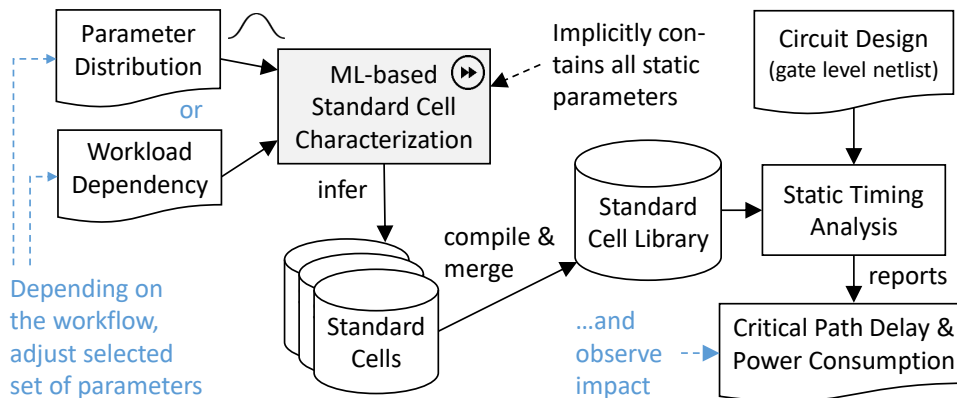 Parameter
Distribution
or
Workload
Dependency
Depending on
the workflow,
adjust selected
set of parameters
ML-based
Standard Cell
Characterization
Implicitly con-
tains all static
parameters
infer
Standard
Cells
compile &
merge
Standard
Cell Library
Circuit Design
(gate level netlist)
Static Timing
Analysis
reports
…and
observe
impact
Critical Path Delay &
Power Consumption